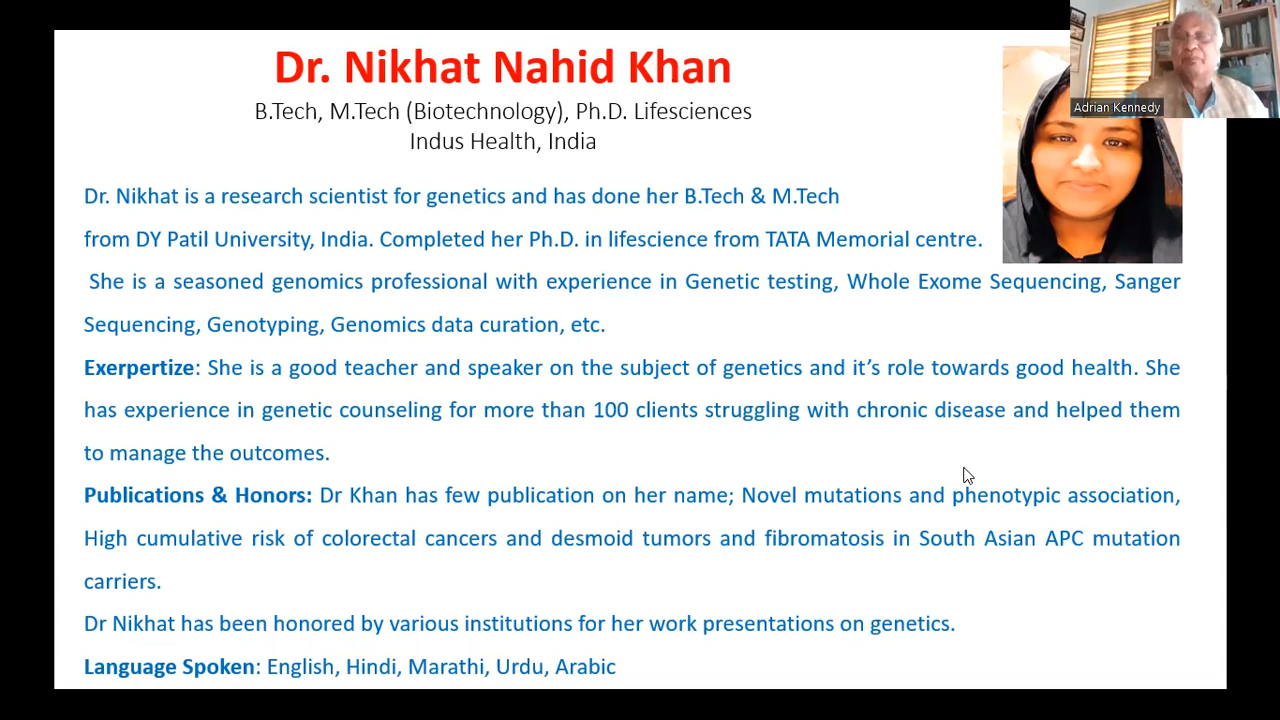 Dr. Nikhat Nahid Khan
B.Tech, M.Tech (Biotechnology), Ph.D. Lifesciences
Indus Health, India
Adrian Kennedy
Dr. Nikhat is a research scientist for genetics and has done her B.Tech & M.Tech
from DY Patil University, India. Completed her Ph.D. in lifescience from TATA Memorial centre.
She is a seasoned genomics professional with experience in Genetic testing, Whole Exome Sequencing, Sanger
Sequencing, Genotyping, Genomics data curation, etc.
Exerpertize: She is a good teacher and speaker on the subject of genetics and it’s role towards good health. She
has experience in genetic counseling for more than 100 clients struggling with chronic disease and helped them
to manage the outcomes.
Publications & Honors: Dr Khan has few publication on her name; Novel mutations and phenotypic association,
High cumulative risk of colorectal cancers and desmoid tumors and fibromatosis in South Asian APC mutation
carriers.
Dr Nikhat has been honored by various institutions for her work presentations on genetics.
Language Spoken: English, Hindi, Marathi, Urdu, Arabic